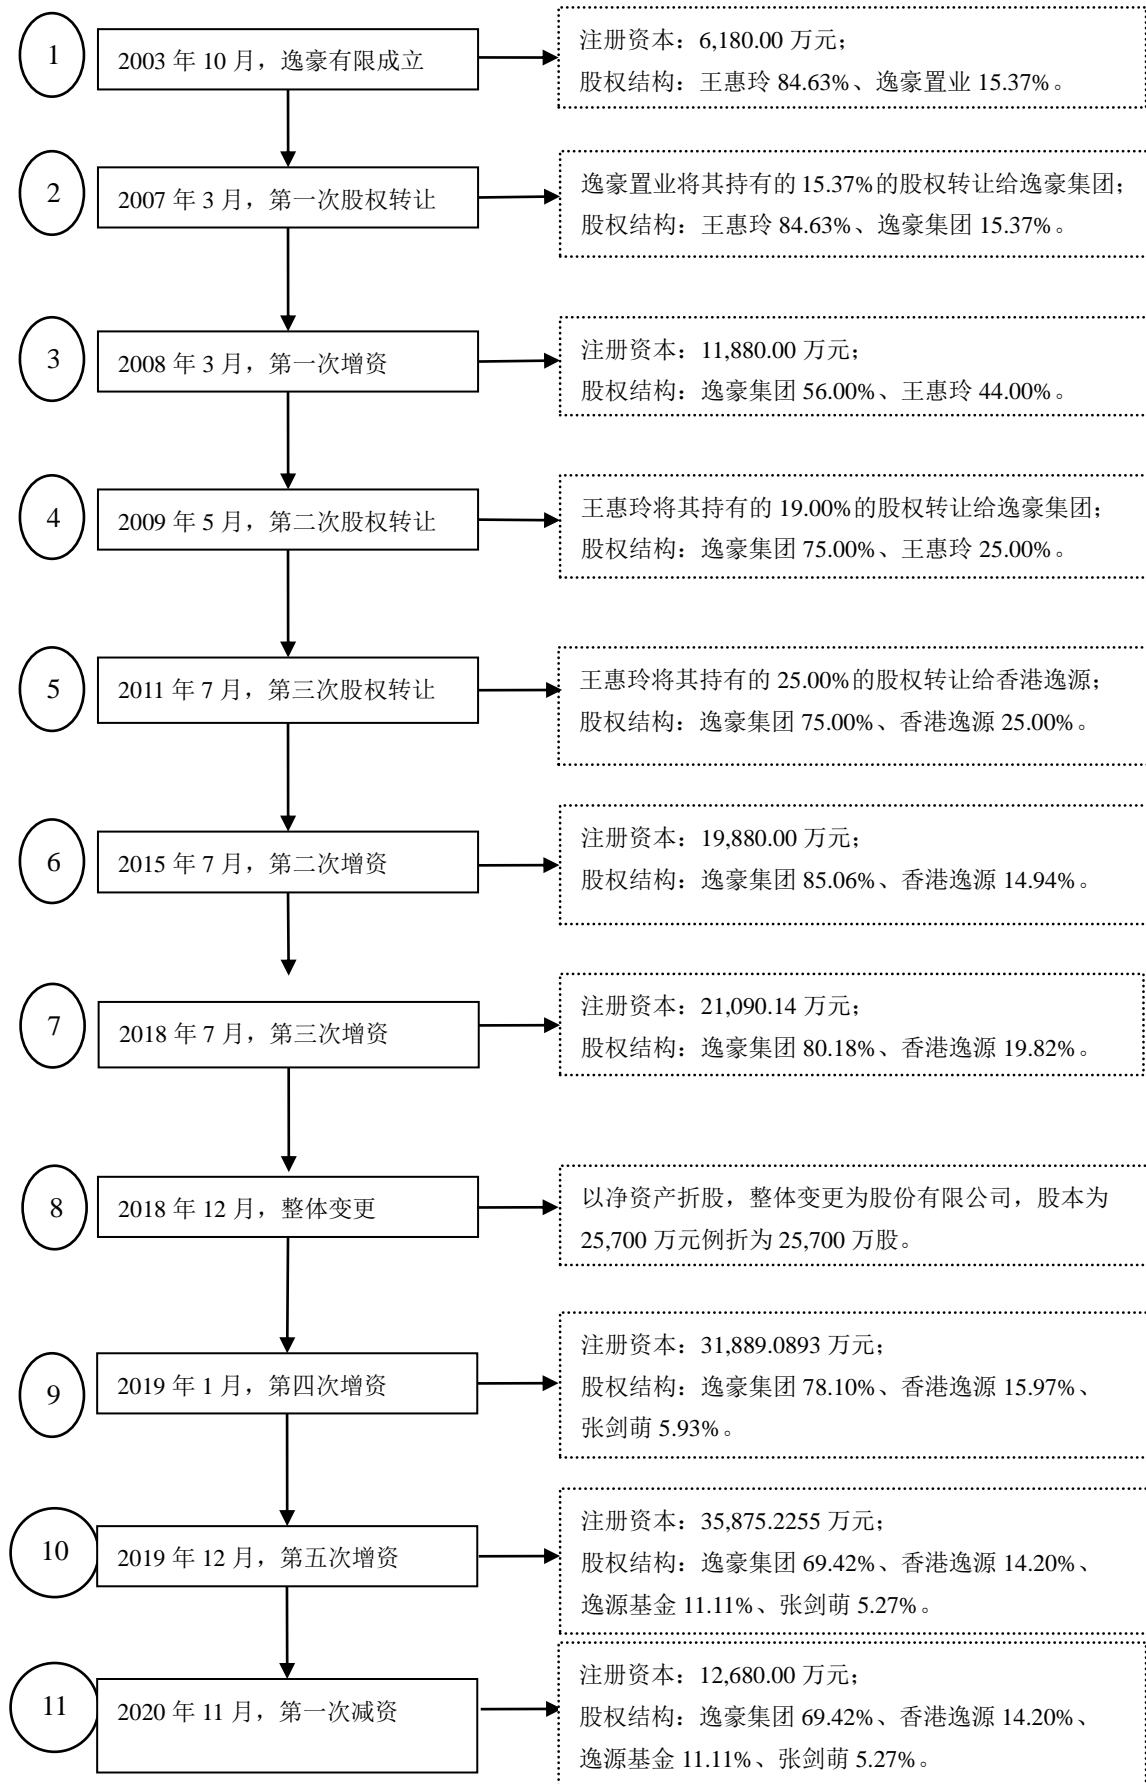 1
2003 年 10 月，逸豪有限成立
注册资本：6,180.00 万元；
股权结构：王惠玲 84.63%、逸豪置业 15.37%。
2
2007 年 3 月，第一次股权转让
逸豪置业将其持有的 15.37%的股权转让给逸豪集团；
股权结构：王惠玲 84.63%、逸豪集团 15.37%。
3
2008 年 3 月，第一次增资
注册资本：11,880.00 万元；
股权结构：逸豪集团 56.00%、王惠玲 44.00%。
4
2009 年 5 月，第二次股权转让
王惠玲将其持有的 19.00%的股权转让给逸豪集团；
股权结构：逸豪集团 75.00%、王惠玲 25.00%。
5
2011 年 7 月，第三次股权转让
王惠玲将其持有的 25.00%的股权转让给香港逸源；
股权结构：逸豪集团 75.00%、香港逸源 25.00%。
6
2015 年 7 月，第二次增资
注册资本：19,880.00 万元；
股权结构：逸豪集团 85.06%、香港逸源 14.94%。
7
2018 年 7 月，第三次增资
注册资本：21,090.14 万元；
股权结构：逸豪集团 80.18%、香港逸源 19.82%。
8
2018 年 12 月，整体变更
以净资产折股，整体变更为股份有限公司，股本为
25,700 万元例折为 25,700 万股。
9
2019 年 1 月，第四次增资
注册资本：31,889.0893 万元；
股权结构：逸豪集团 78.10%、香港逸源 15.97%、
张剑萌 5.93%。
10
2019 年 12 月，第五次增资
注册资本：35,875.2255 万元；
股权结构：逸豪集团 69.42%、香港逸源 14.20%、
逸源基金 11.11%、张剑萌 5.27%。
11
2020 年 11 月，第一次减资
注册资本：12,680.00 万元；
股权结构：逸豪集团 69.42%、香港逸源 14.20%、
逸源基金 11.11%、张剑萌 5.27%。